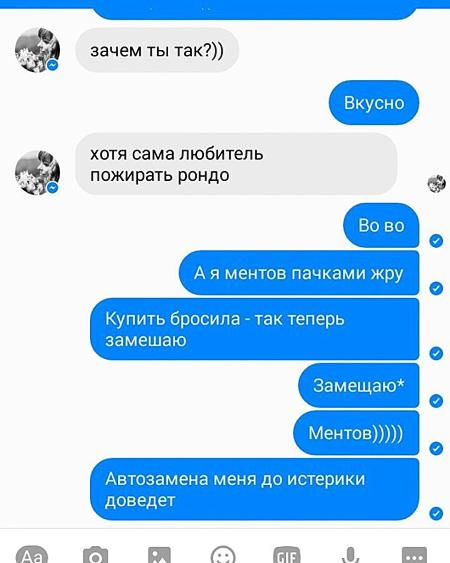 зачем ты так?))
Вкусно
хотя сама любитель
пожирать рондо
Во во
А я ментов пачками жру
Купить бросила - так теперь
замешаю
Замещаю*
Ментов)))))
Автозамена меня до истерики
доведет
Aa
GIF